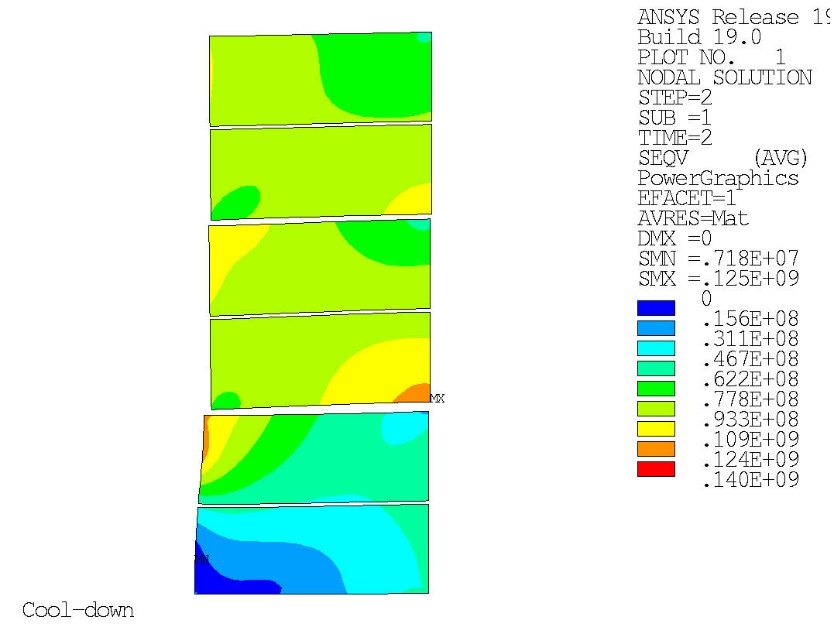 ANSYS Release 19
Build 19.0
PLOT NO. 1
NODAL SOLUTION
STEP=2
SUB =1
TIME=2
SEQV (AVG)
PowerGraphics
EFACET=1
AVRES=Mat
DMX =0
SMN =.718E+07
SMX =.125E+09
0
.156E+08
.311E+08
.467E+08
.622E+08
.778E+08
.933E+08
.109E+09
.124E+09
.140E+09
MX
MN
Cool-down